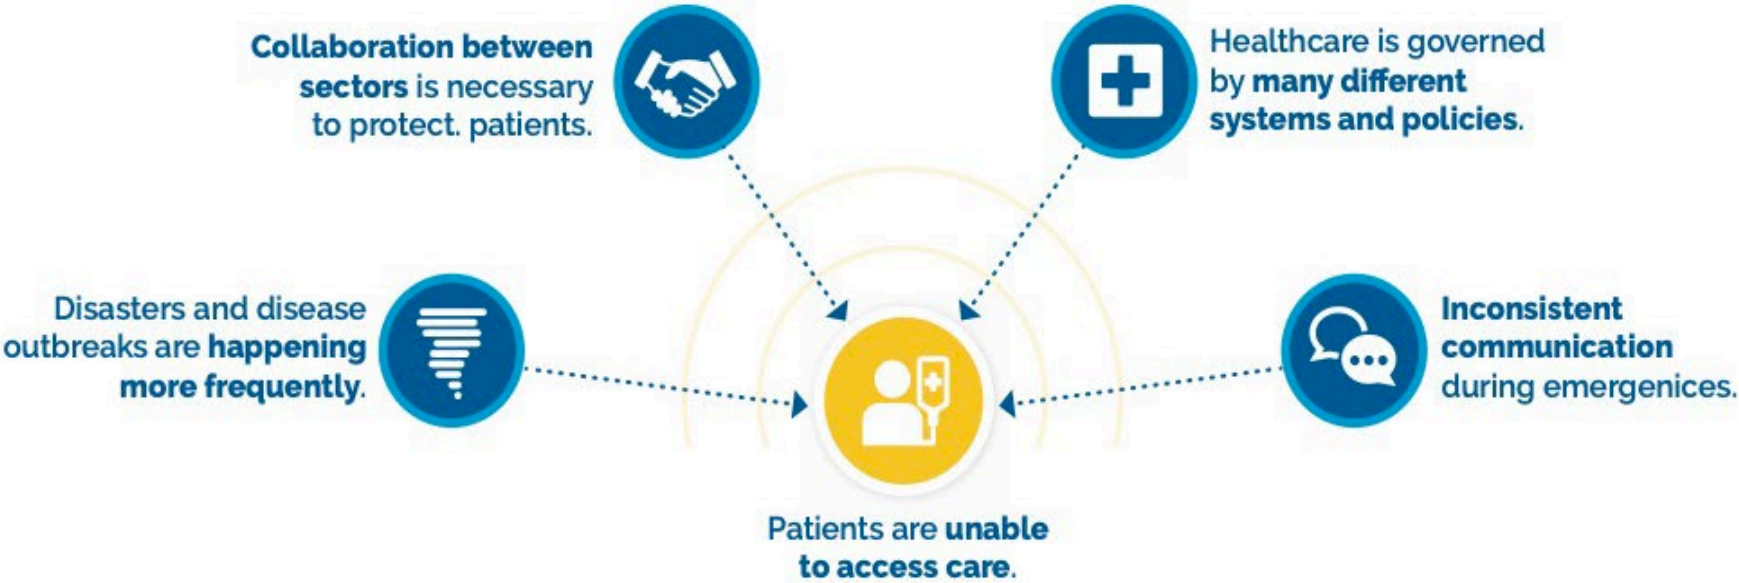 Collaboration between
sectors is necessary
to protect. patients.
Healthcare is governed
by many different
systems and policies.
Disasters and disease
outbreaks are happening
more frequently.
Inconsistent
communication
during emergenices.
Patients are unable
to access care.